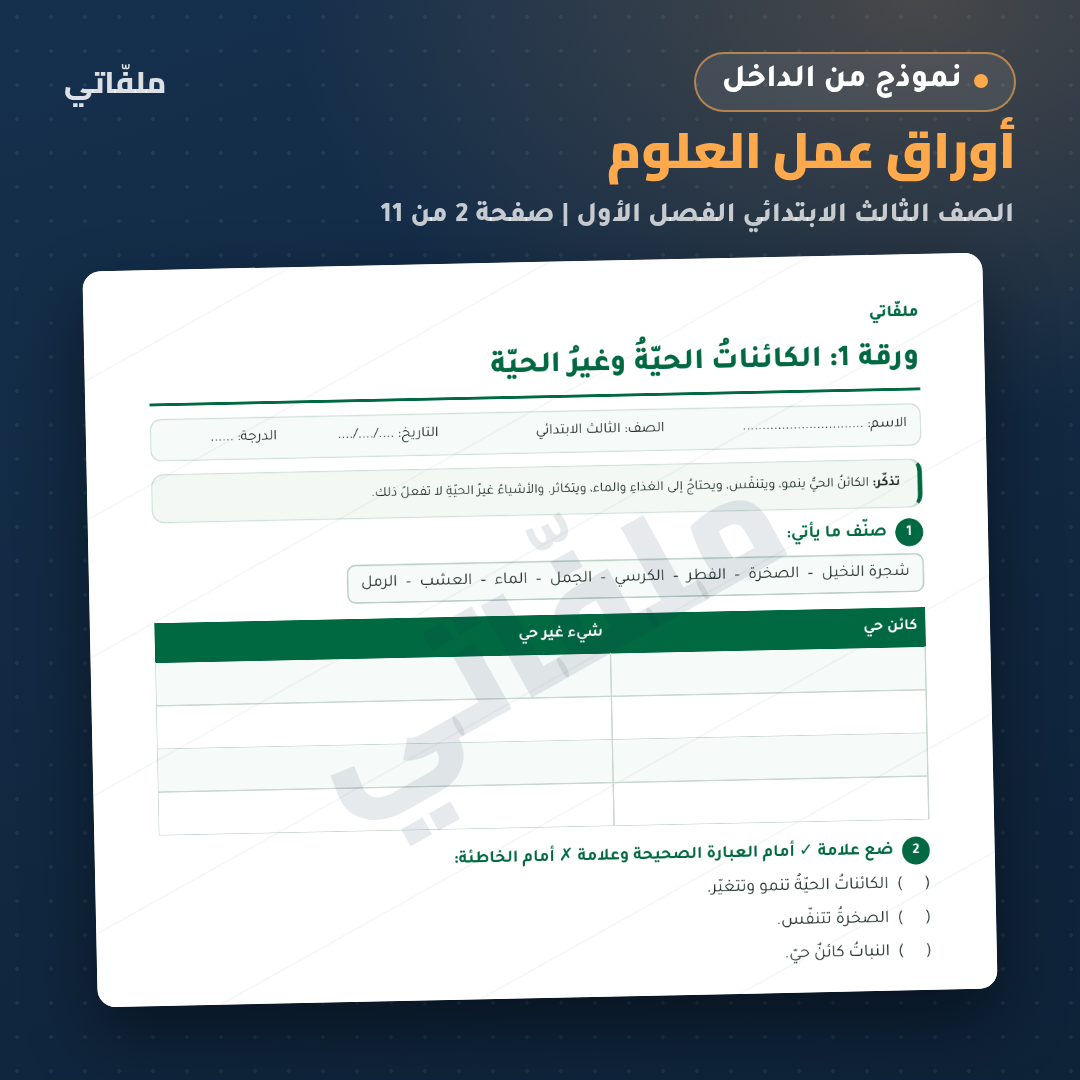 نموذج من الداخل
ملفّاتي
أوراق عمل العلوم
الصف الثالث الابتدائي الفصل الأول | صفحة 2 من 11
ملفّاتي
ورقة 1: الكائناتُ الحيّةُ وغيرُ الحيّة
الاسم: .............................. الصف: الثالث الابتدائي التاريخ: ..../..../.... الدرجة: ......
تذكّر: الكائنُ الحيُّ ينمو، ويتنفّس، ويحتاجُ إلى الغذاءِ والماء، ويتكاثر. والأشياءُ غيرُ الحيّةِ لا تفعلُ ذلك.
1 صنّف ما يأتي:
شجرة النخيل - الصخرة - الفطر - الكرسي - الجمل - الماء - العشب - الرمل
كائن حي شيء غير حي
ملفّاتي
2 ضع علامة ✓ أمام العبارة الصحيحة وعلامة ✗ أمام الخاطئة:
( ) الكائناتُ الحيّةُ تنمو وتتغيّر.
( ) الصخرةُ تتنفّس.
( ) النباتُ كائنٌ حيّ.